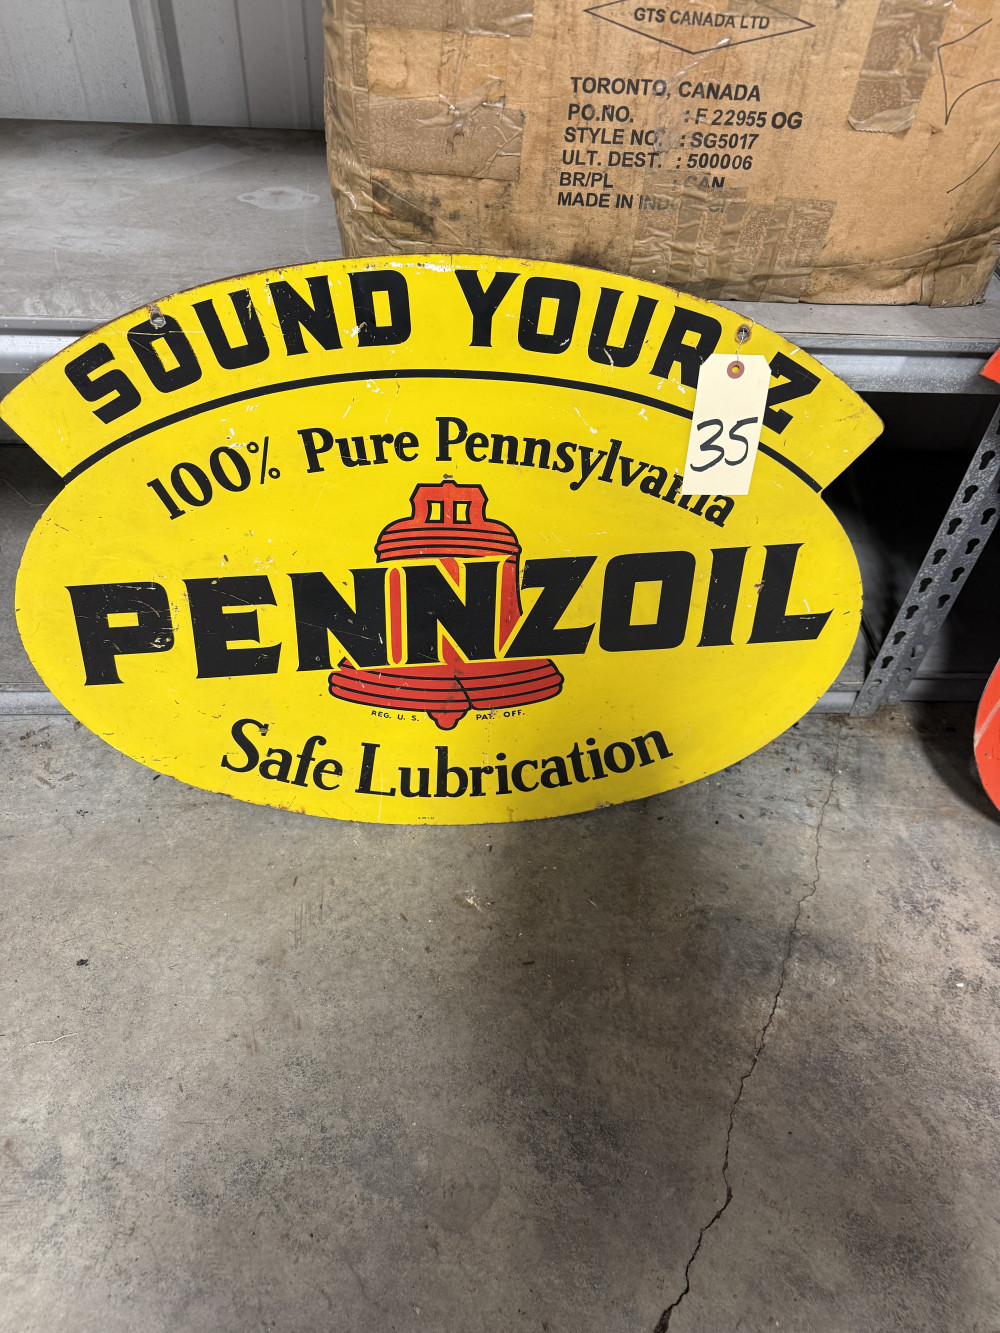 GTS CANADA LTD
TORONTO, CANADA
PO.NO. : F 22955 OG
STYLE NO. : SG5017
ULT. DEST. : 500006
BR/PL : CAN
MADE IN
SOUND YOUR Z
35
100% Pure Pennsylvania
PENNZOIL
REG. U. S. PAT. OFF.
Safe Lubrication